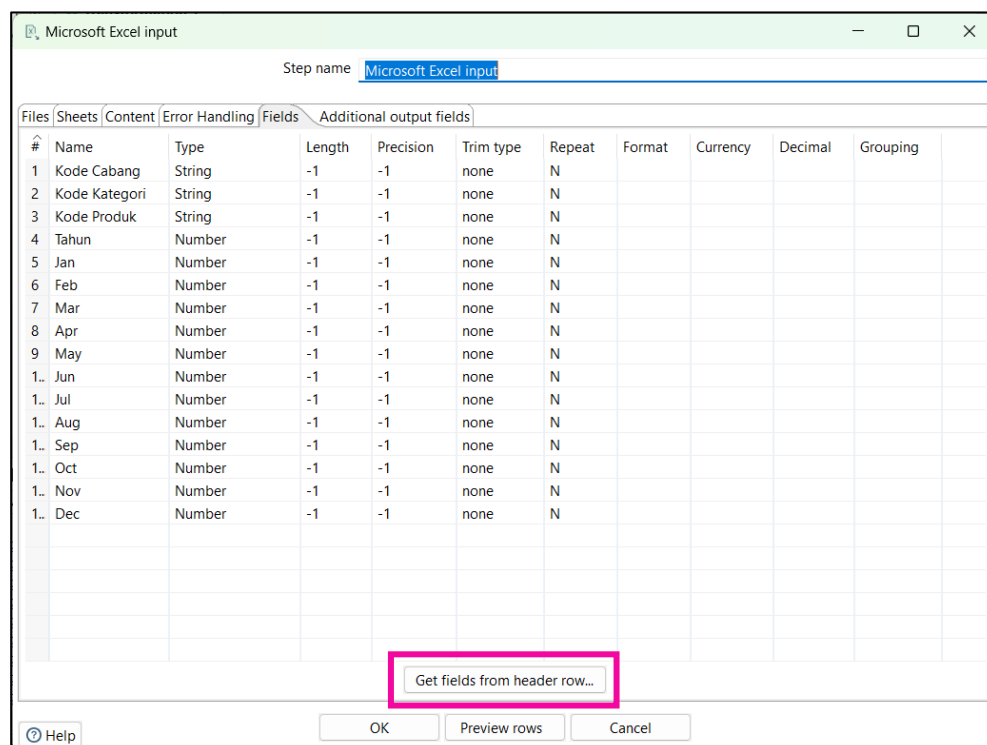 Microsoft Excel input
Step name Microsoft Excel input
Files Sheets Content Error Handling Fields Additional output fields
# Name Type Length Precision Trim type Repeat Format Currency Decimal Grouping
1 Kode Cabang String -1 -1 none N
2 Kode Kategori String -1 -1 none N
3 Kode Produk String -1 -1 none N
4 Tahun Number -1 -1 none N
5 Jan Number -1 -1 none N
6 Feb Number -1 -1 none N
7 Mar Number -1 -1 none N
8 Apr Number -1 -1 none N
9 May Number -1 -1 none N
1.. Jun Number -1 -1 none N
1.. Jul Number -1 -1 none N
1.. Aug Number -1 -1 none N
1.. Sep Number -1 -1 none N
1.. Oct Number -1 -1 none N
1.. Nov Number -1 -1 none N
1.. Dec Number -1 -1 none N
Get fields from header row...
Help OK Preview rows Cancel